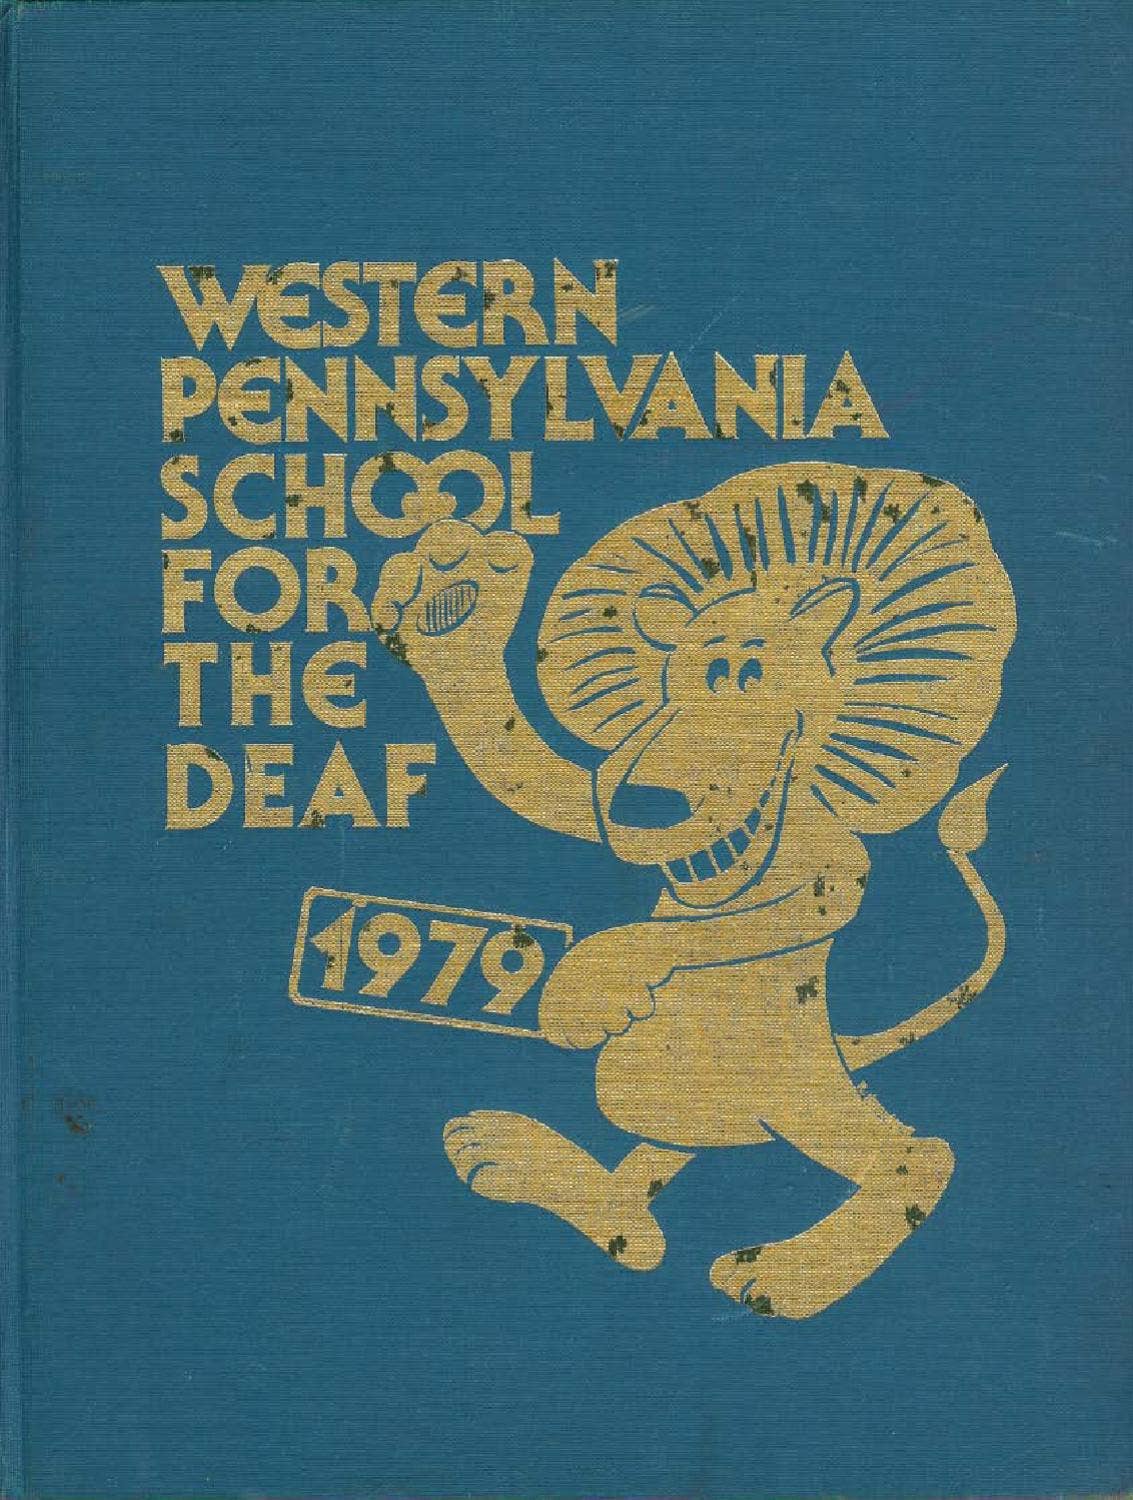 WESTERN
PENNSYLVANIA
SCHOOL
FOR
THE
DEAF
1979